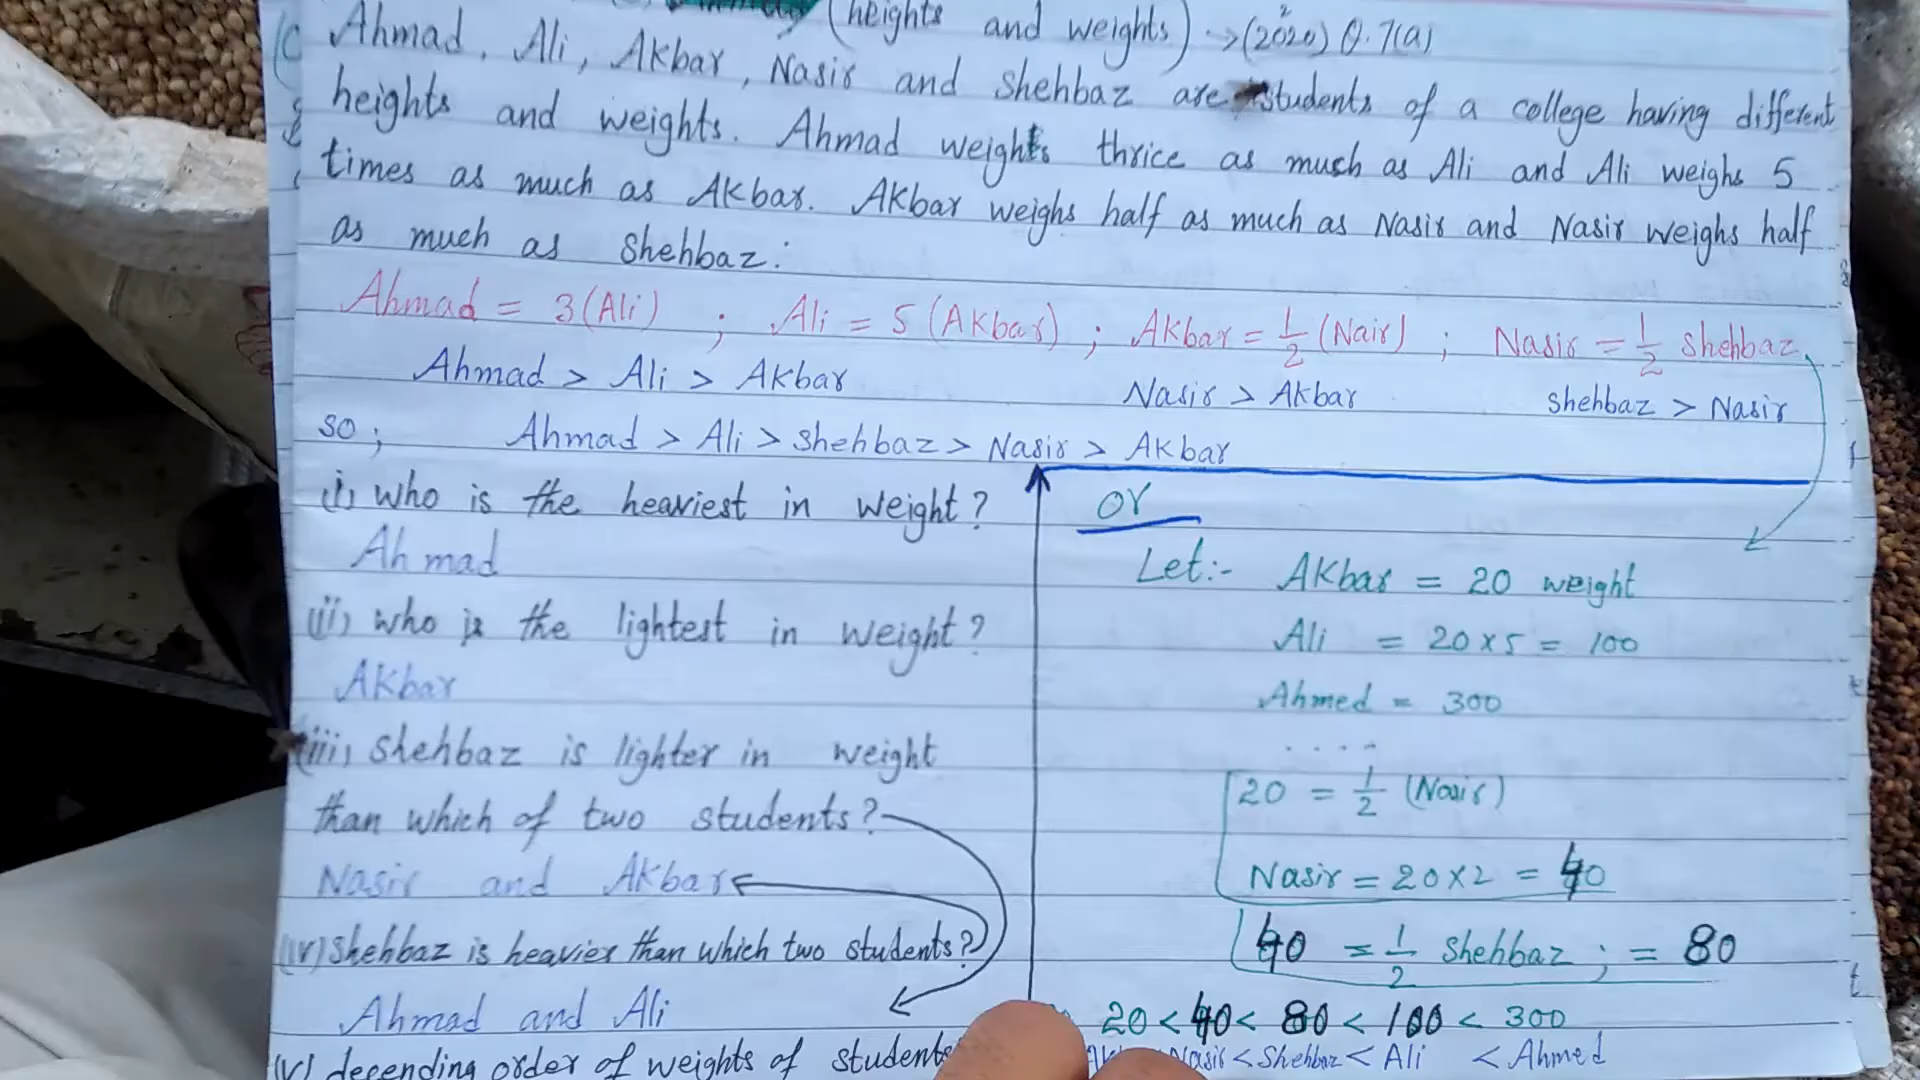 (heights and weights) → (2020) Q.7(a)
Ahmad, Ali, Akbar, Nasir and Shehbaz are students of a college having different
heights and weights. Ahmad weights thrice as much as Ali and Ali weighs 5
times as much as Akbar. Akbar weighs half as much as Nasir and Nasir weighs half
as much as Shehbaz:
Ahmad = 3(Ali) ; Ali = 5 (Akbar) ; Akbar = 1/2 (Nair) ; Nasir = 1/2 Shehbaz
Ahmad > Ali > Akbar Nasir > Akbar Shehbaz > Nasir
so; Ahmad > Ali > Shehbaz > Nasir > Akbar
(i) who is the heaviest in weight?
Ahmad
(ii) who is the lightest in weight?
Akbar
(iii) Shehbaz is lighter in weight
than which of two students?
Nasir and Akbar
(iv) Shehbaz is heavier than which two students?
Ahmad and Ali
(v) decending order of weights of students
or
Let:- Akbar = 20 weight
Ali = 20 x 5 = 100
Ahmed = 300
.....
20 = 1/2 (Nasir)
Nasir = 20 x 2 = 40
40 = 1/2 Shehbaz ; = 80
20 < 40 < 80 < 100 < 300
Nasir < Shehbaz < Ali < Ahmed